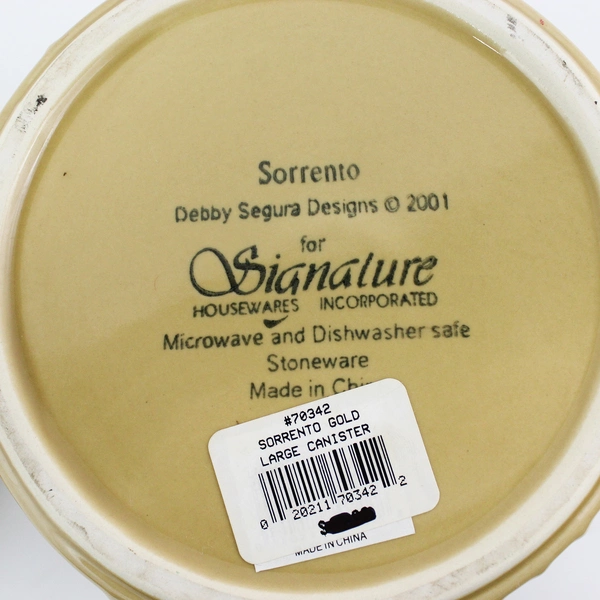 Sorrento
Debby Segura Designs © 2001
for
Signature
HOUSEWARES INCORPORATED
Microwave and Dishwasher safe
Stoneware
Made in Chi
#70342
SORRENTO GOLD
LARGE CANISTER
0 20211 70342 2
MADE IN CHINA